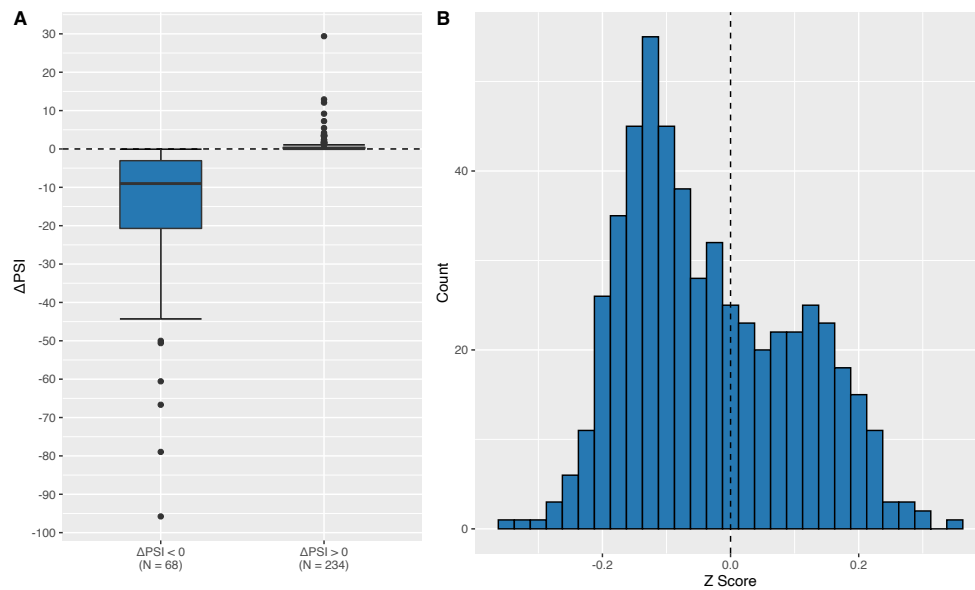 A
30
20
10
0
-10
-20
-30
-40
-50
-60
-70
-80
-90
-100
ΔPSI
ΔPSI < 0
(N = 68)
ΔPSI > 0
(N = 234)
B
40
20
0
Count
-0.2
0.0
0.2
Z Score